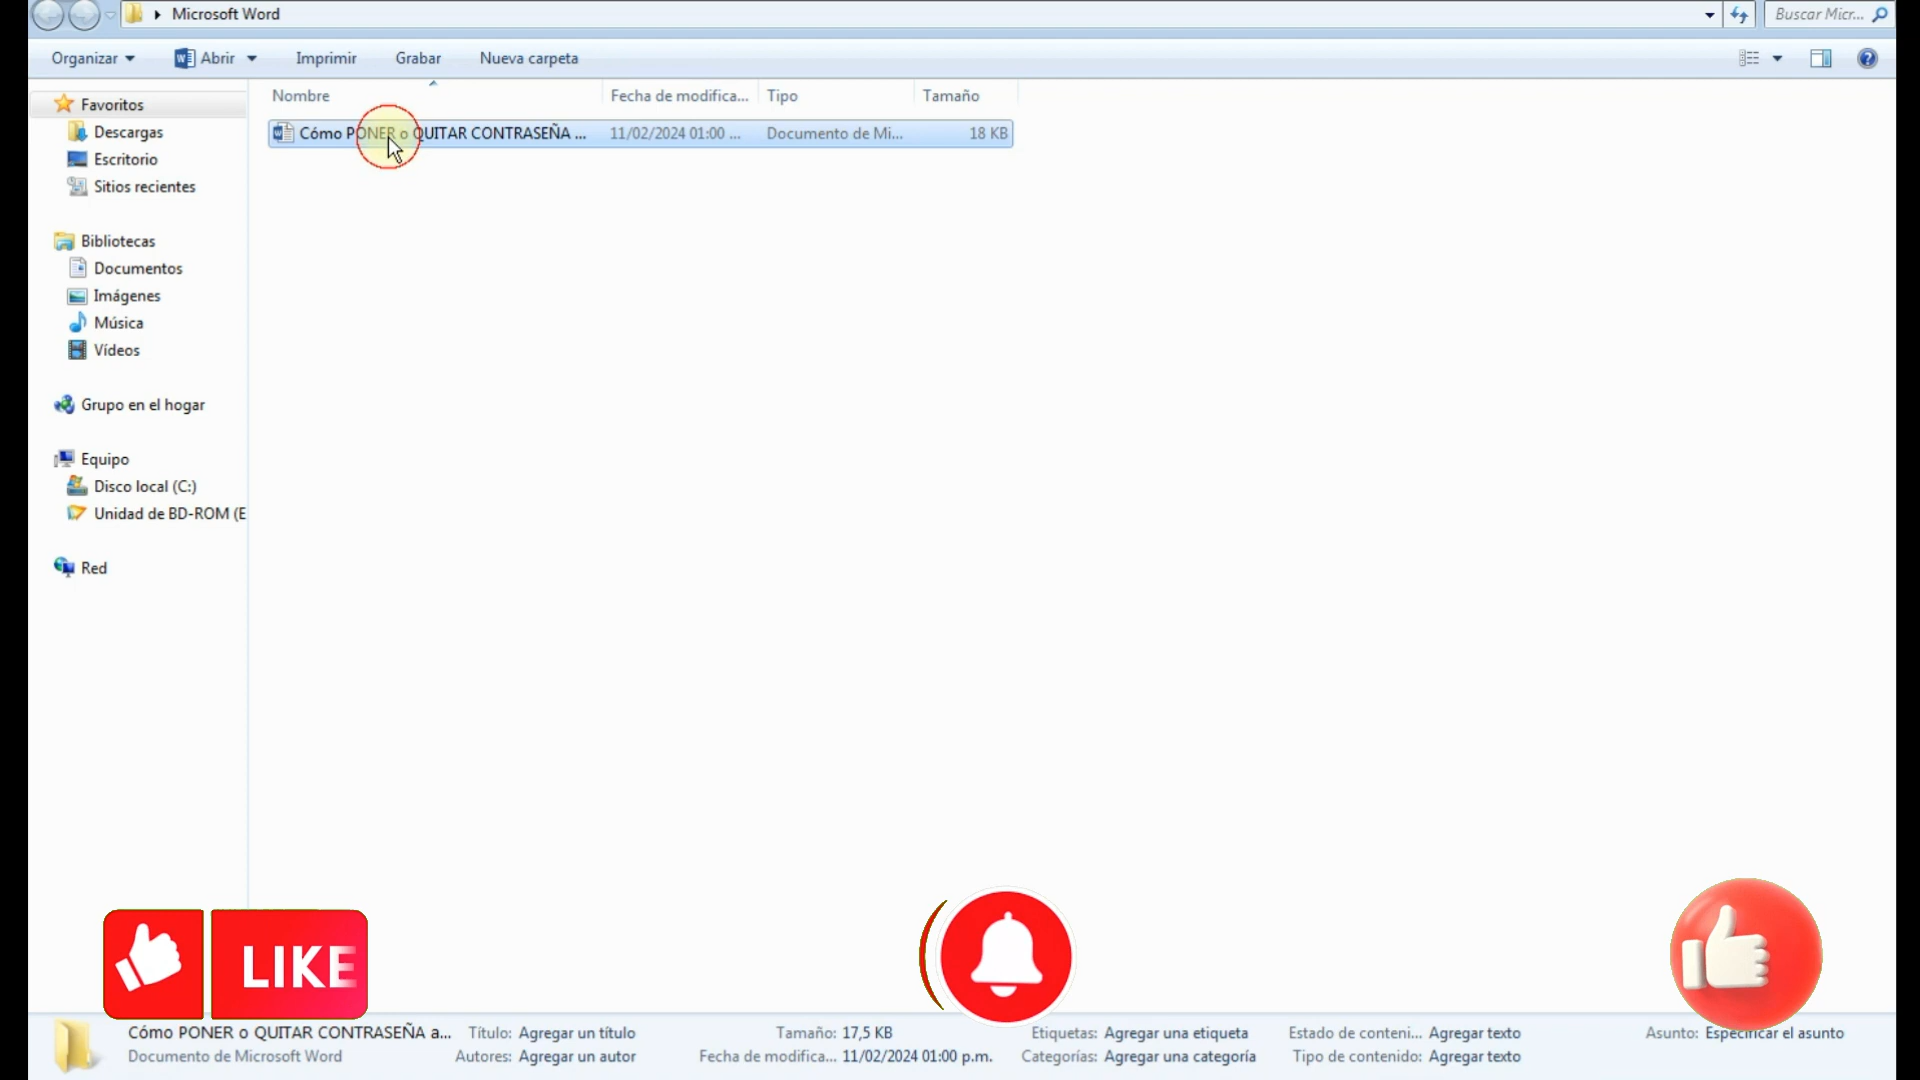 Microsoft Word
Buscar Micr...
Organizar
Abrir
Imprimir
Grabar
Nueva carpeta
Nombre
Fecha de modifica...
Tipo
Tamaño
Cómo PONER o QUITAR CONTRASEÑA ...
11/02/2024 01:00 ...
Documento de Mi...
18 KB
Favoritos
Descargas
Escritorio
Sitios recientes
Bibliotecas
Documentos
Imágenes
Música
Vídeos
Grupo en el hogar
Equipo
Disco local (C:)
Unidad de BD-ROM (E
Red
LIKE
Cómo PONER o QUITAR CONTRASEÑA a...
Título: Agregar un título
Tamaño: 17,5 KB
Etiquetas: Agregar una etiqueta
Estado de conteni... Agregar texto
Asunto: Especificar el asunto
Documento de Microsoft Word
Autores: Agregar un autor
Fecha de modifica... 11/02/2024 01:00 p.m.
Categorías: Agregar una categoría
Tipo de contenido: Agregar texto